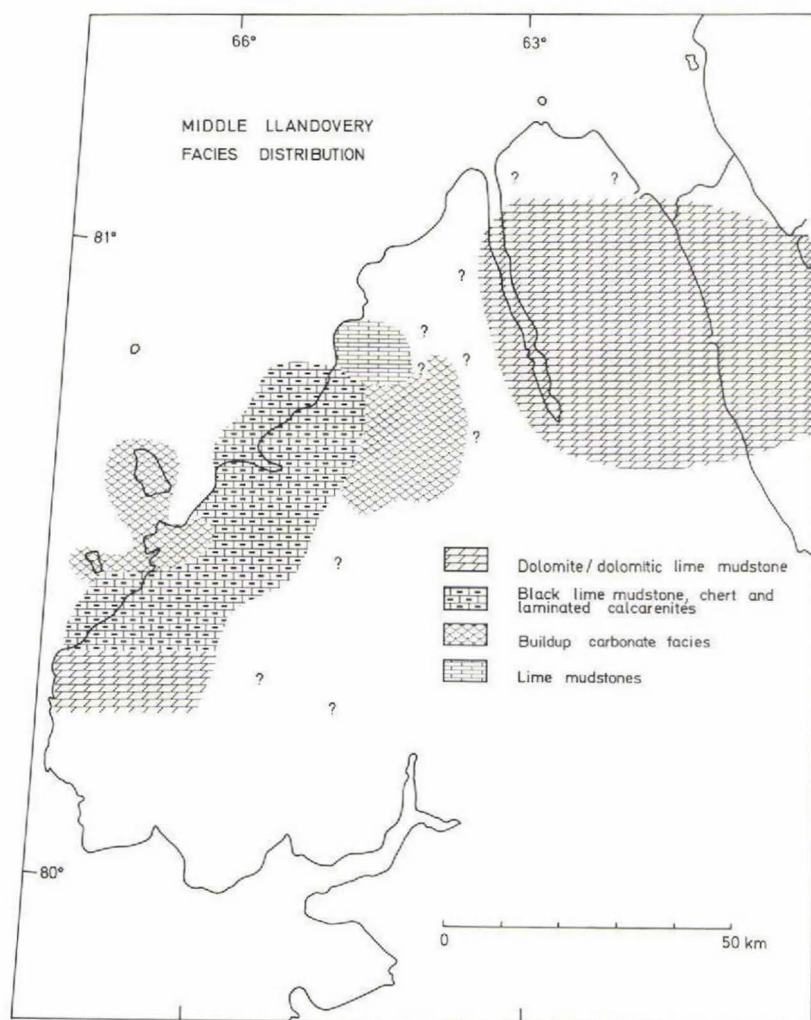 66° 63°
MIDDLE LLANDOVERY
FACIES DISTRIBUTION
? ?
81°
?
?
? ?
?
?
Dolomite/dolomitic lime mudstone
Black lime mudstone, chert and
laminated calcarenites
Buildup carbonate facies
Lime mudstones
?
?
80°
0 50 km